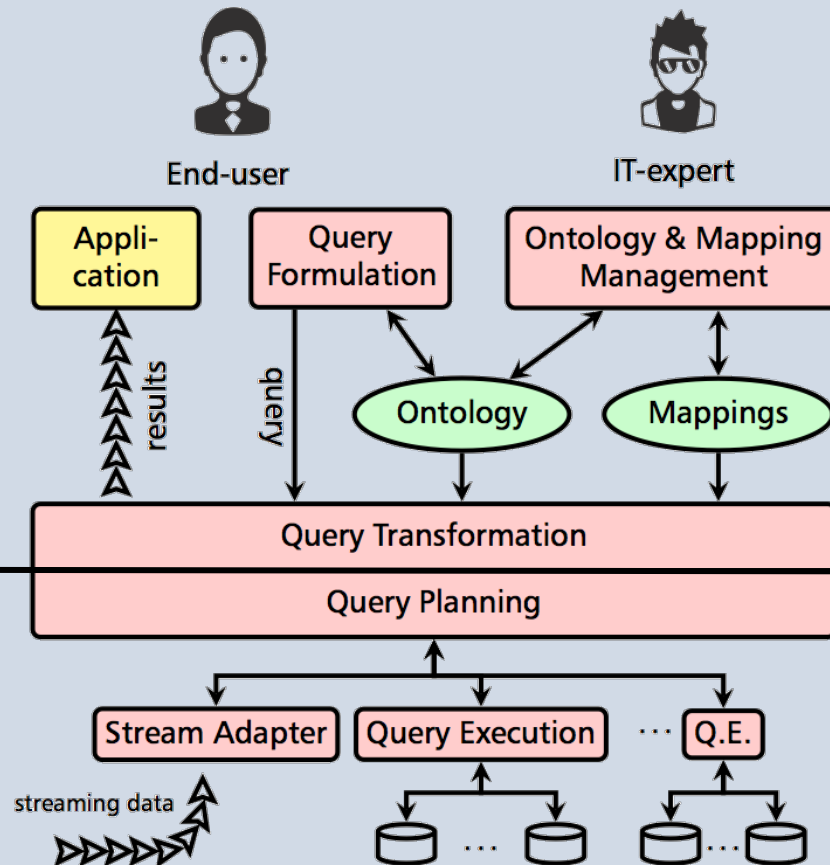 End-user
IT-expert
Appli-
cation
Query
Formulation
Ontology & Mapping
Management
results
query
Ontology
Mappings
Query Transformation
Query Planning
Stream Adapter
Query Execution
...
Q.E.
streaming data
...
...